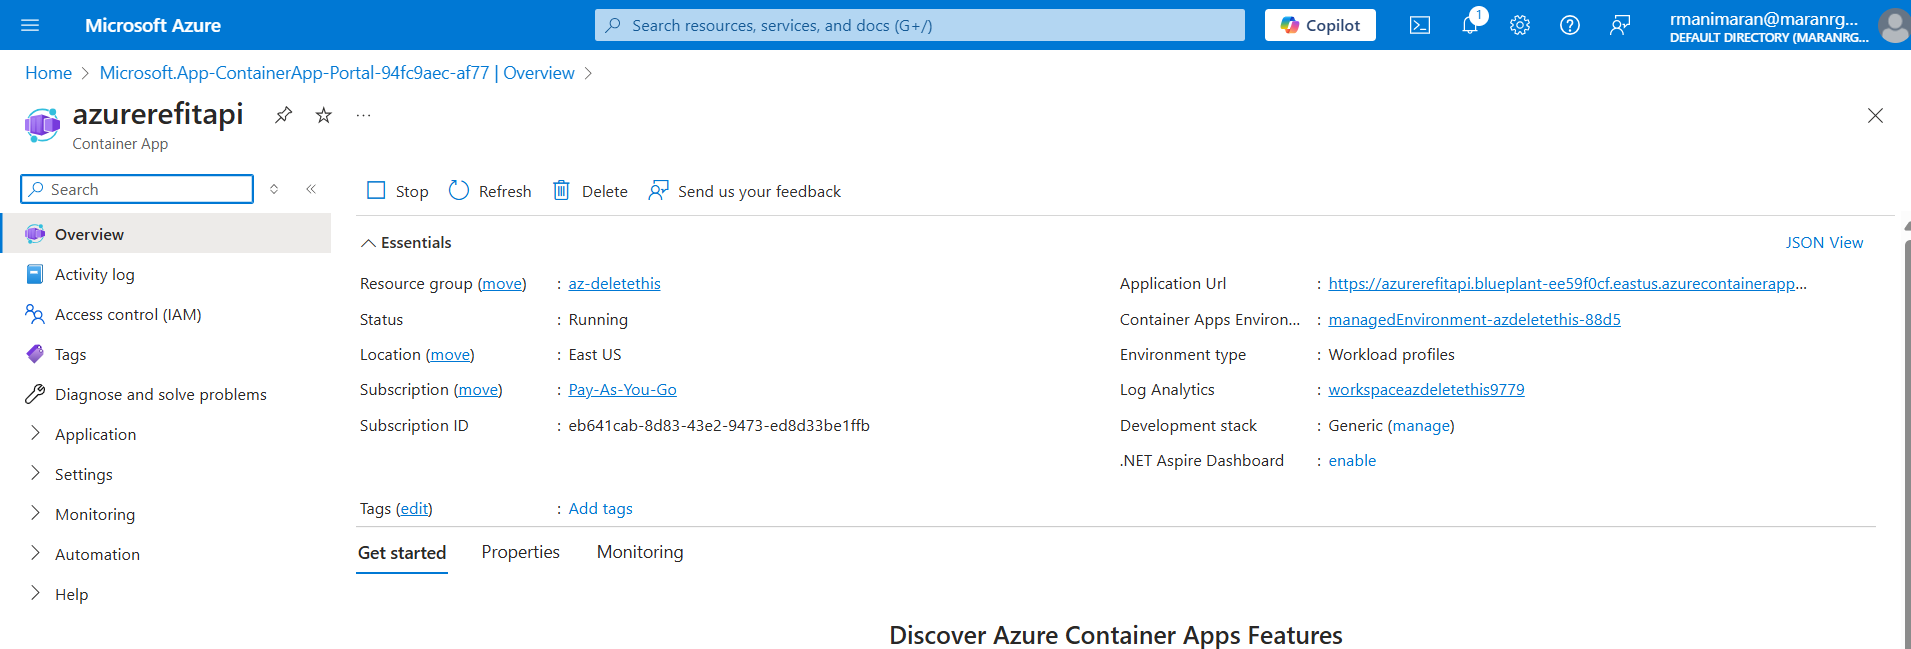 Microsoft Azure
Search resources, services, and docs (G+/)
Copilot
1
rmanimaran@maranrg...
DEFAULT DIRECTORY (MARANRG...
Home > Microsoft.App-ContainerApp-Portal-94fc9aec-af77 | Overview >
azurerefitapi
...
Container App
Search
Stop
Refresh
Delete
Send us your feedback
Overview
Activity log
Access control (IAM)
Tags
Diagnose and solve problems
Application
Settings
Monitoring
Automation
Help
Essentials
JSON View
Resource group (move) : az-deletethis
Status : Running
Location (move) : East US
Subscription (move) : Pay-As-You-Go
Subscription ID : eb641cab-8d83-43e2-9473-ed8d33be1ffb
Application Url : https://azurerefitapi.blueplant-ee59f0cf.eastus.azurecontainerapp...
Container Apps Environ... : managedEnvironment-azdeletethis-88d5
Environment type : Workload profiles
Log Analytics : workspaceazdeletethis9779
Development stack : Generic (manage)
.NET Aspire Dashboard : enable
Tags (edit) : Add tags
Get started
Properties
Monitoring
Discover Azure Container Apps Features